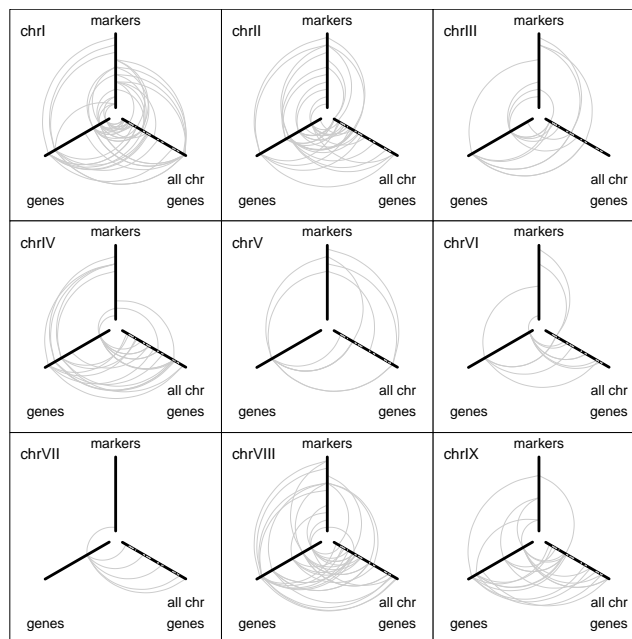 chrI
markers
genes
all chr
genes
chrII
markers
genes
all chr
genes
chrIII
markers
genes
all chr
genes
chrIV
markers
genes
all chr
genes
chrV
markers
genes
all chr
genes
chrVI
markers
genes
all chr
genes
chrVII
markers
genes
all chr
genes
chrVIII
markers
genes
all chr
genes
chrIX
markers
genes
all chr
genes